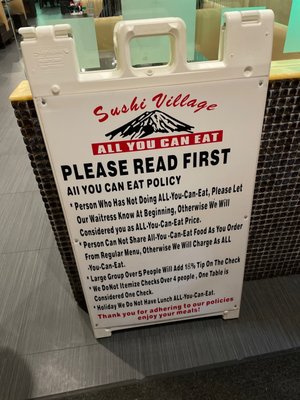 Sushi Village
ALL YOU CAN EAT
PLEASE READ FIRST
All YOU CAN EAT POLICY
* Person Who Has Not Doing ALL-You-Can-Eat, Please Let
Our Waitress Know At Beginning, Otherwise We Will
Considered you as ALL-You-Can-Eat Price.
* Person Can Not Share All-You-Can-Eat Food As You Order
From Regular Menu, Otherwise We Will Charge As ALL
-You-Can-Eat.
* Large Group Over 5 People Will Add 15% Tip On The Check
* We DoNot Itemize Checks Over 4 people , One Table is
Considered One Check.
* Holiday We Do Not Have Lunch ALL-You-Can-Eat.
Thank you for adhering to our policies
enjoy your meals!